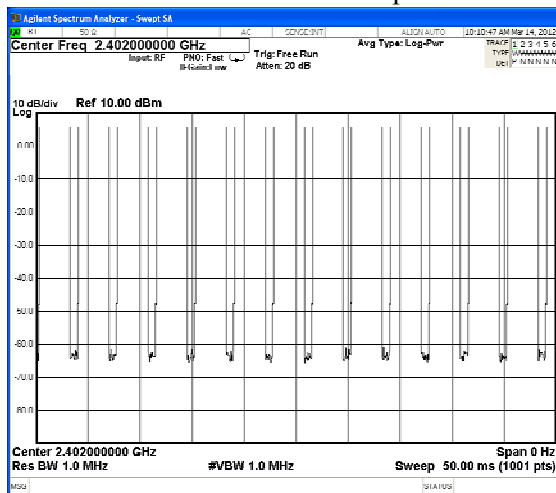 Agilent Spectrum Analyzer - Swept SA
RL RF 50 Ω AC SENSE:INT ALIGN AUTO 10:10:47 AM Mar 14, 2012
Center Freq 2.402000000 GHz
Input: RF PNO: Fast Trig: Free Run Avg Type: Log-Pwr TRACE 1 2 3 4 5 6
IFGain:Low Atten: 20 dB TYPE
DET P N N N N N
10 dB/div Ref 10.00 dBm
Log
0.00
-10.0
-20.0
-30.0
-40.0
-50.0
-60.0
-70.0
-80.0
Center 2.402000000 GHz Span 0 Hz
Res BW 1.0 MHz #VBW 1.0 MHz Sweep 50.00 ms (1001 pts)
MSG STATUS